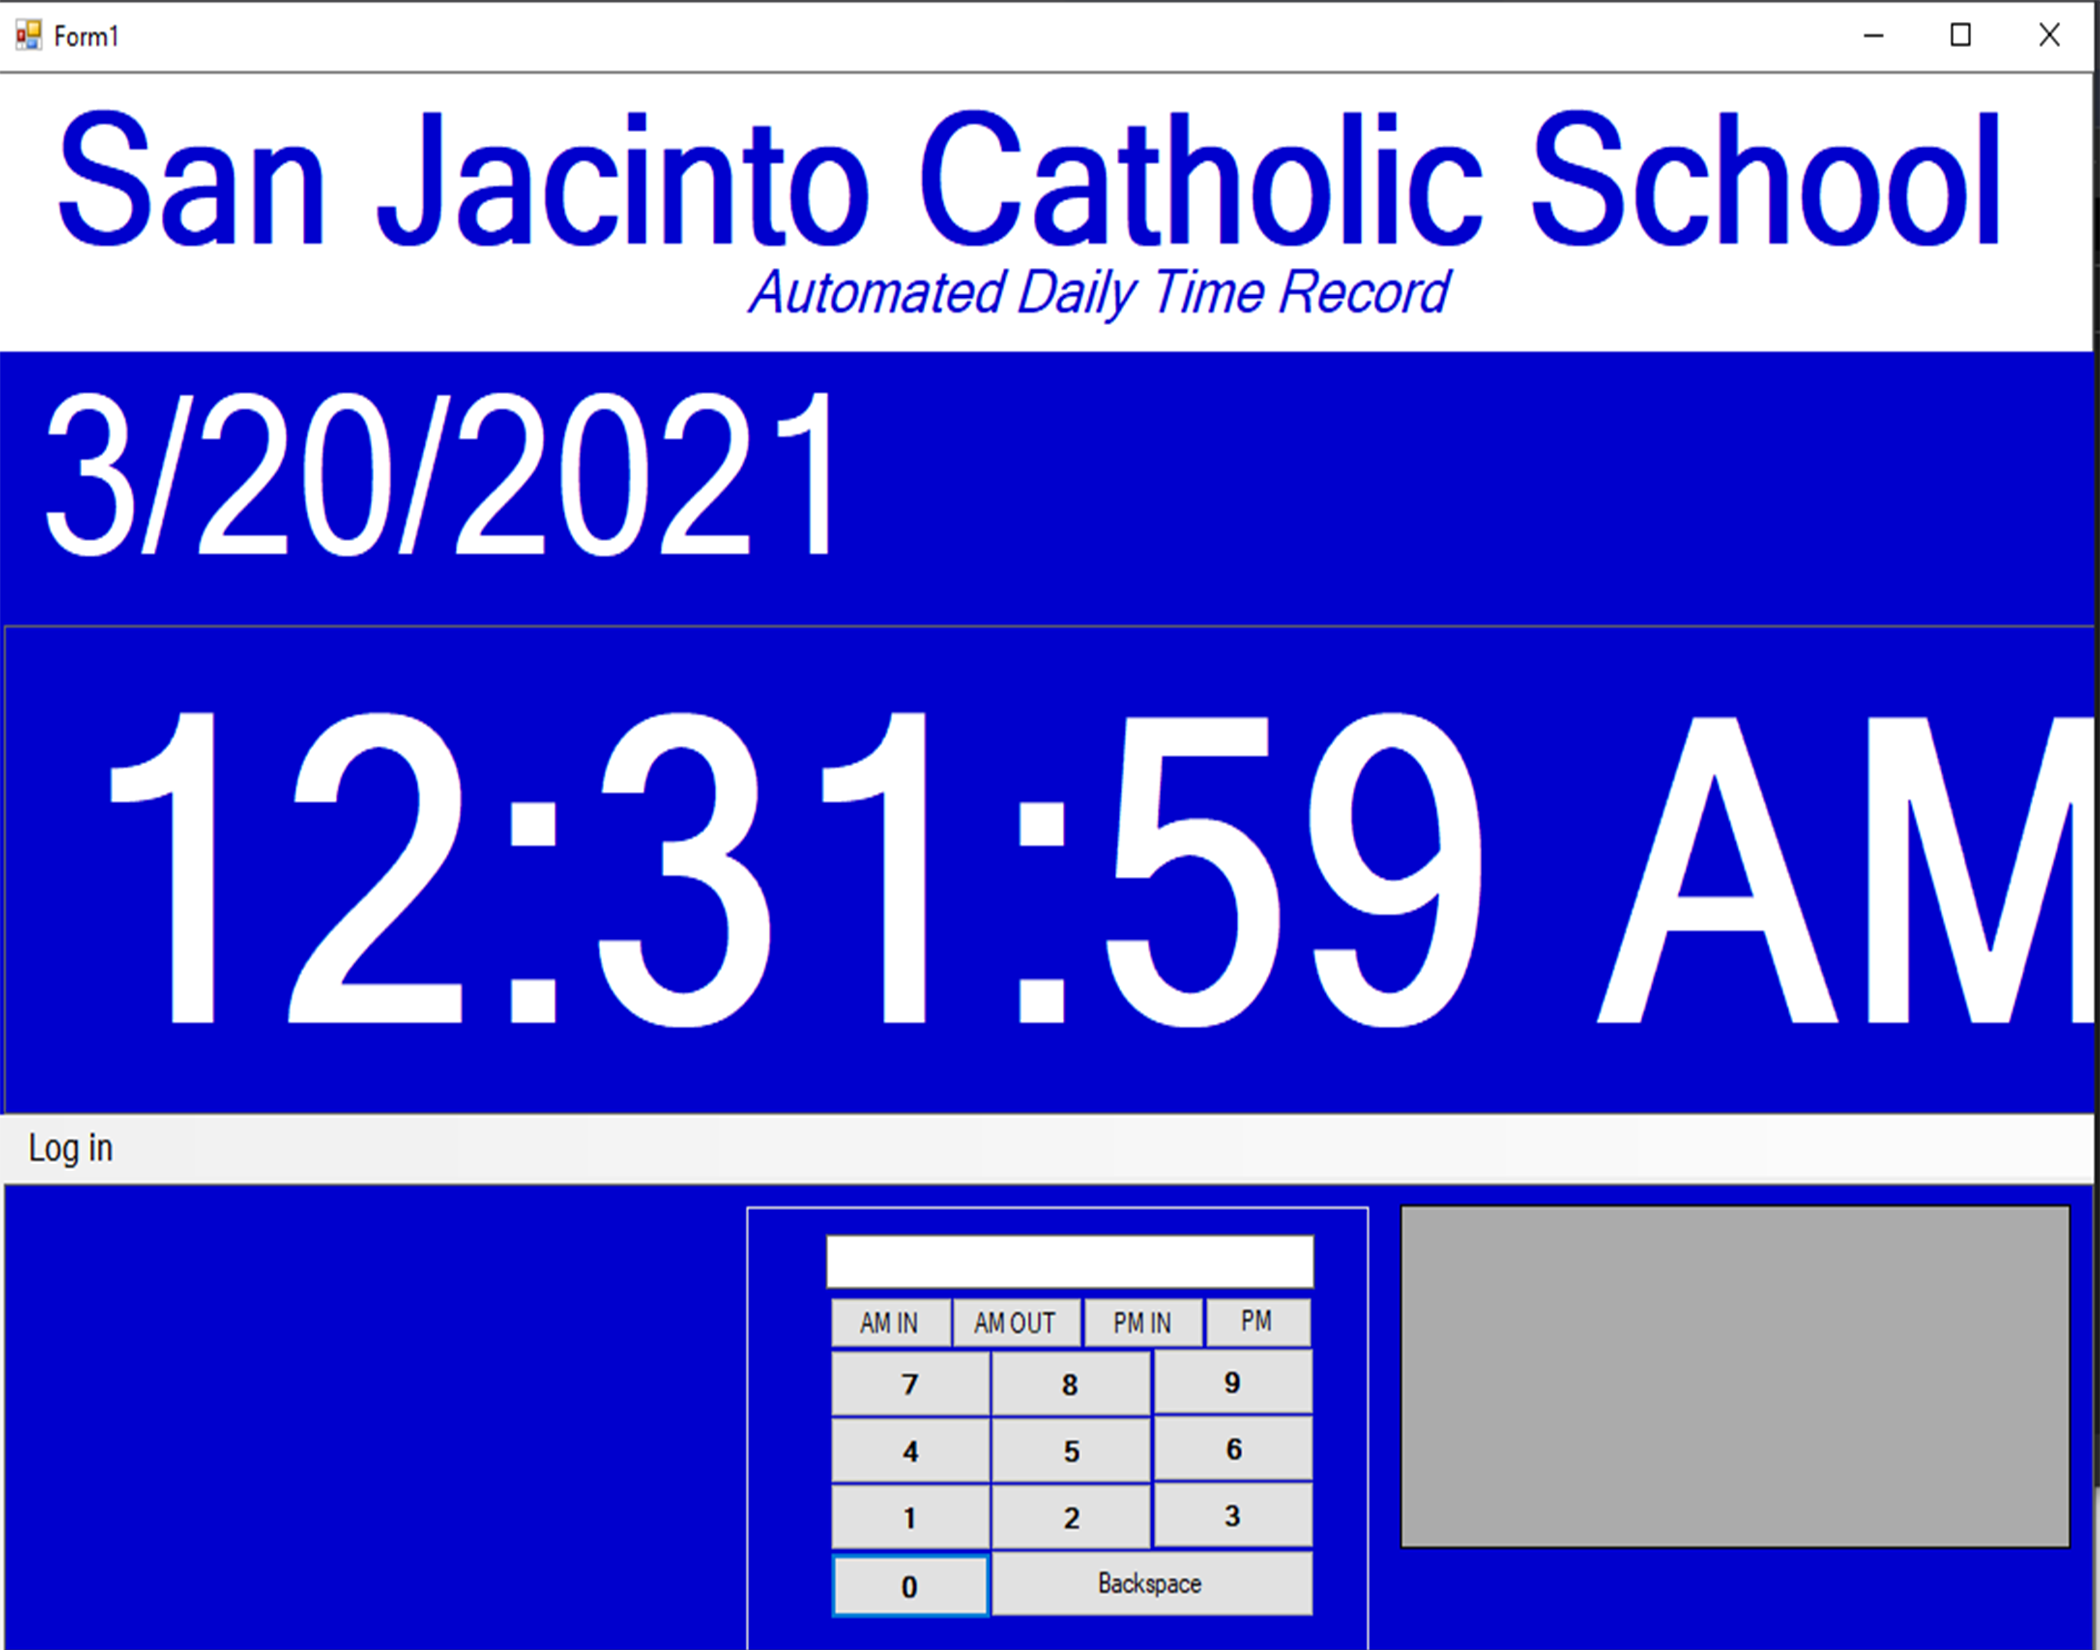 Form1
San Jacinto Catholic School
Automated Daily Time Record
3/20/2021
12:31:59 AM
Log in
AM IN AM OUT PM IN PM
7 8 9
4 5 6
1 2 3
0 Backspace